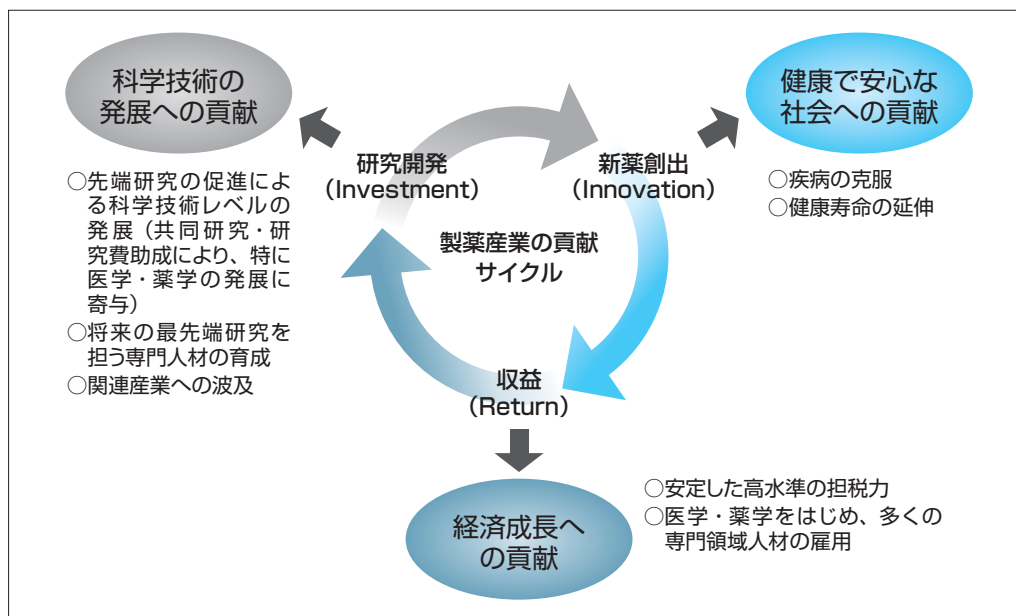 科学技術の
発展への貢献
健康で安心な
社会への貢献
研究開発
（Investment）
新薬創出
（Innovation）
○先端研究の促進によ
る科学技術レベルの
発展（共同研究・研
究費助成により、特に
医学・薬学の発展に
寄与）
○将来の最先端研究を
担う専門人材の育成
○関連産業への波及
○疾病の克服
○健康寿命の延伸
製薬産業の貢献
サイクル
収益
（Return）
経済成長へ
の貢献
○安定した高水準の担税力
○医学・薬学をはじめ、多くの
専門領域人材の雇用